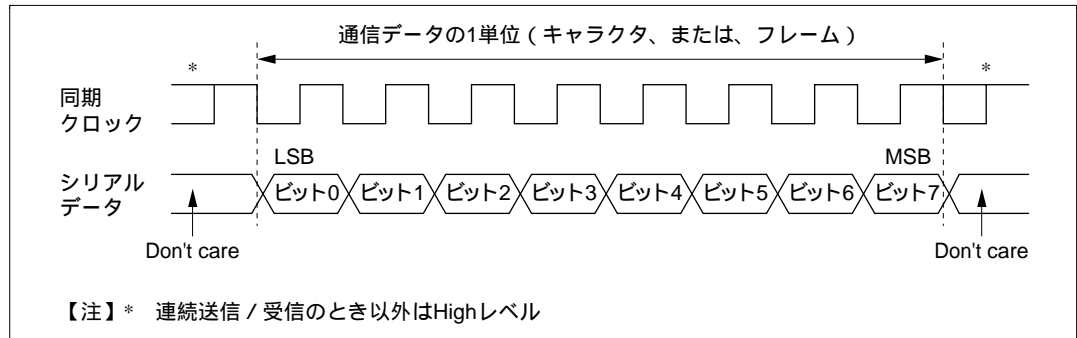 通信データの1単位（キャラクタ、または、フレーム）
* *
同期
クロック
LSB MSB
シリアル
データ
ビット0 ビット1 ビット2 ビット3 ビット4 ビット5 ビット6 ビット7
Don't care Don't care
【注】* 連続送信／受信のとき以外はHighレベル